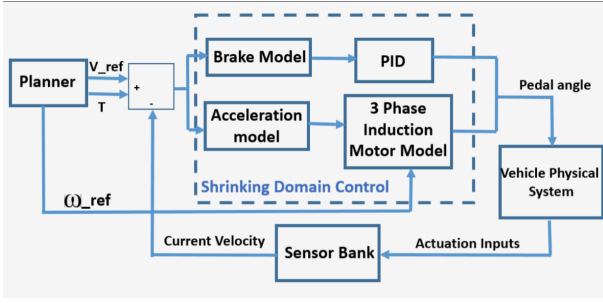 V_ref
Planner
T
+
-
Brake Model
PID
Acceleration
model
3 Phase
Induction
Motor Model
Shrinking Domain Control
Pedal angle
Vehicle Physical
System
ω_ref
Current Velocity
Sensor Bank
Actuation Inputs